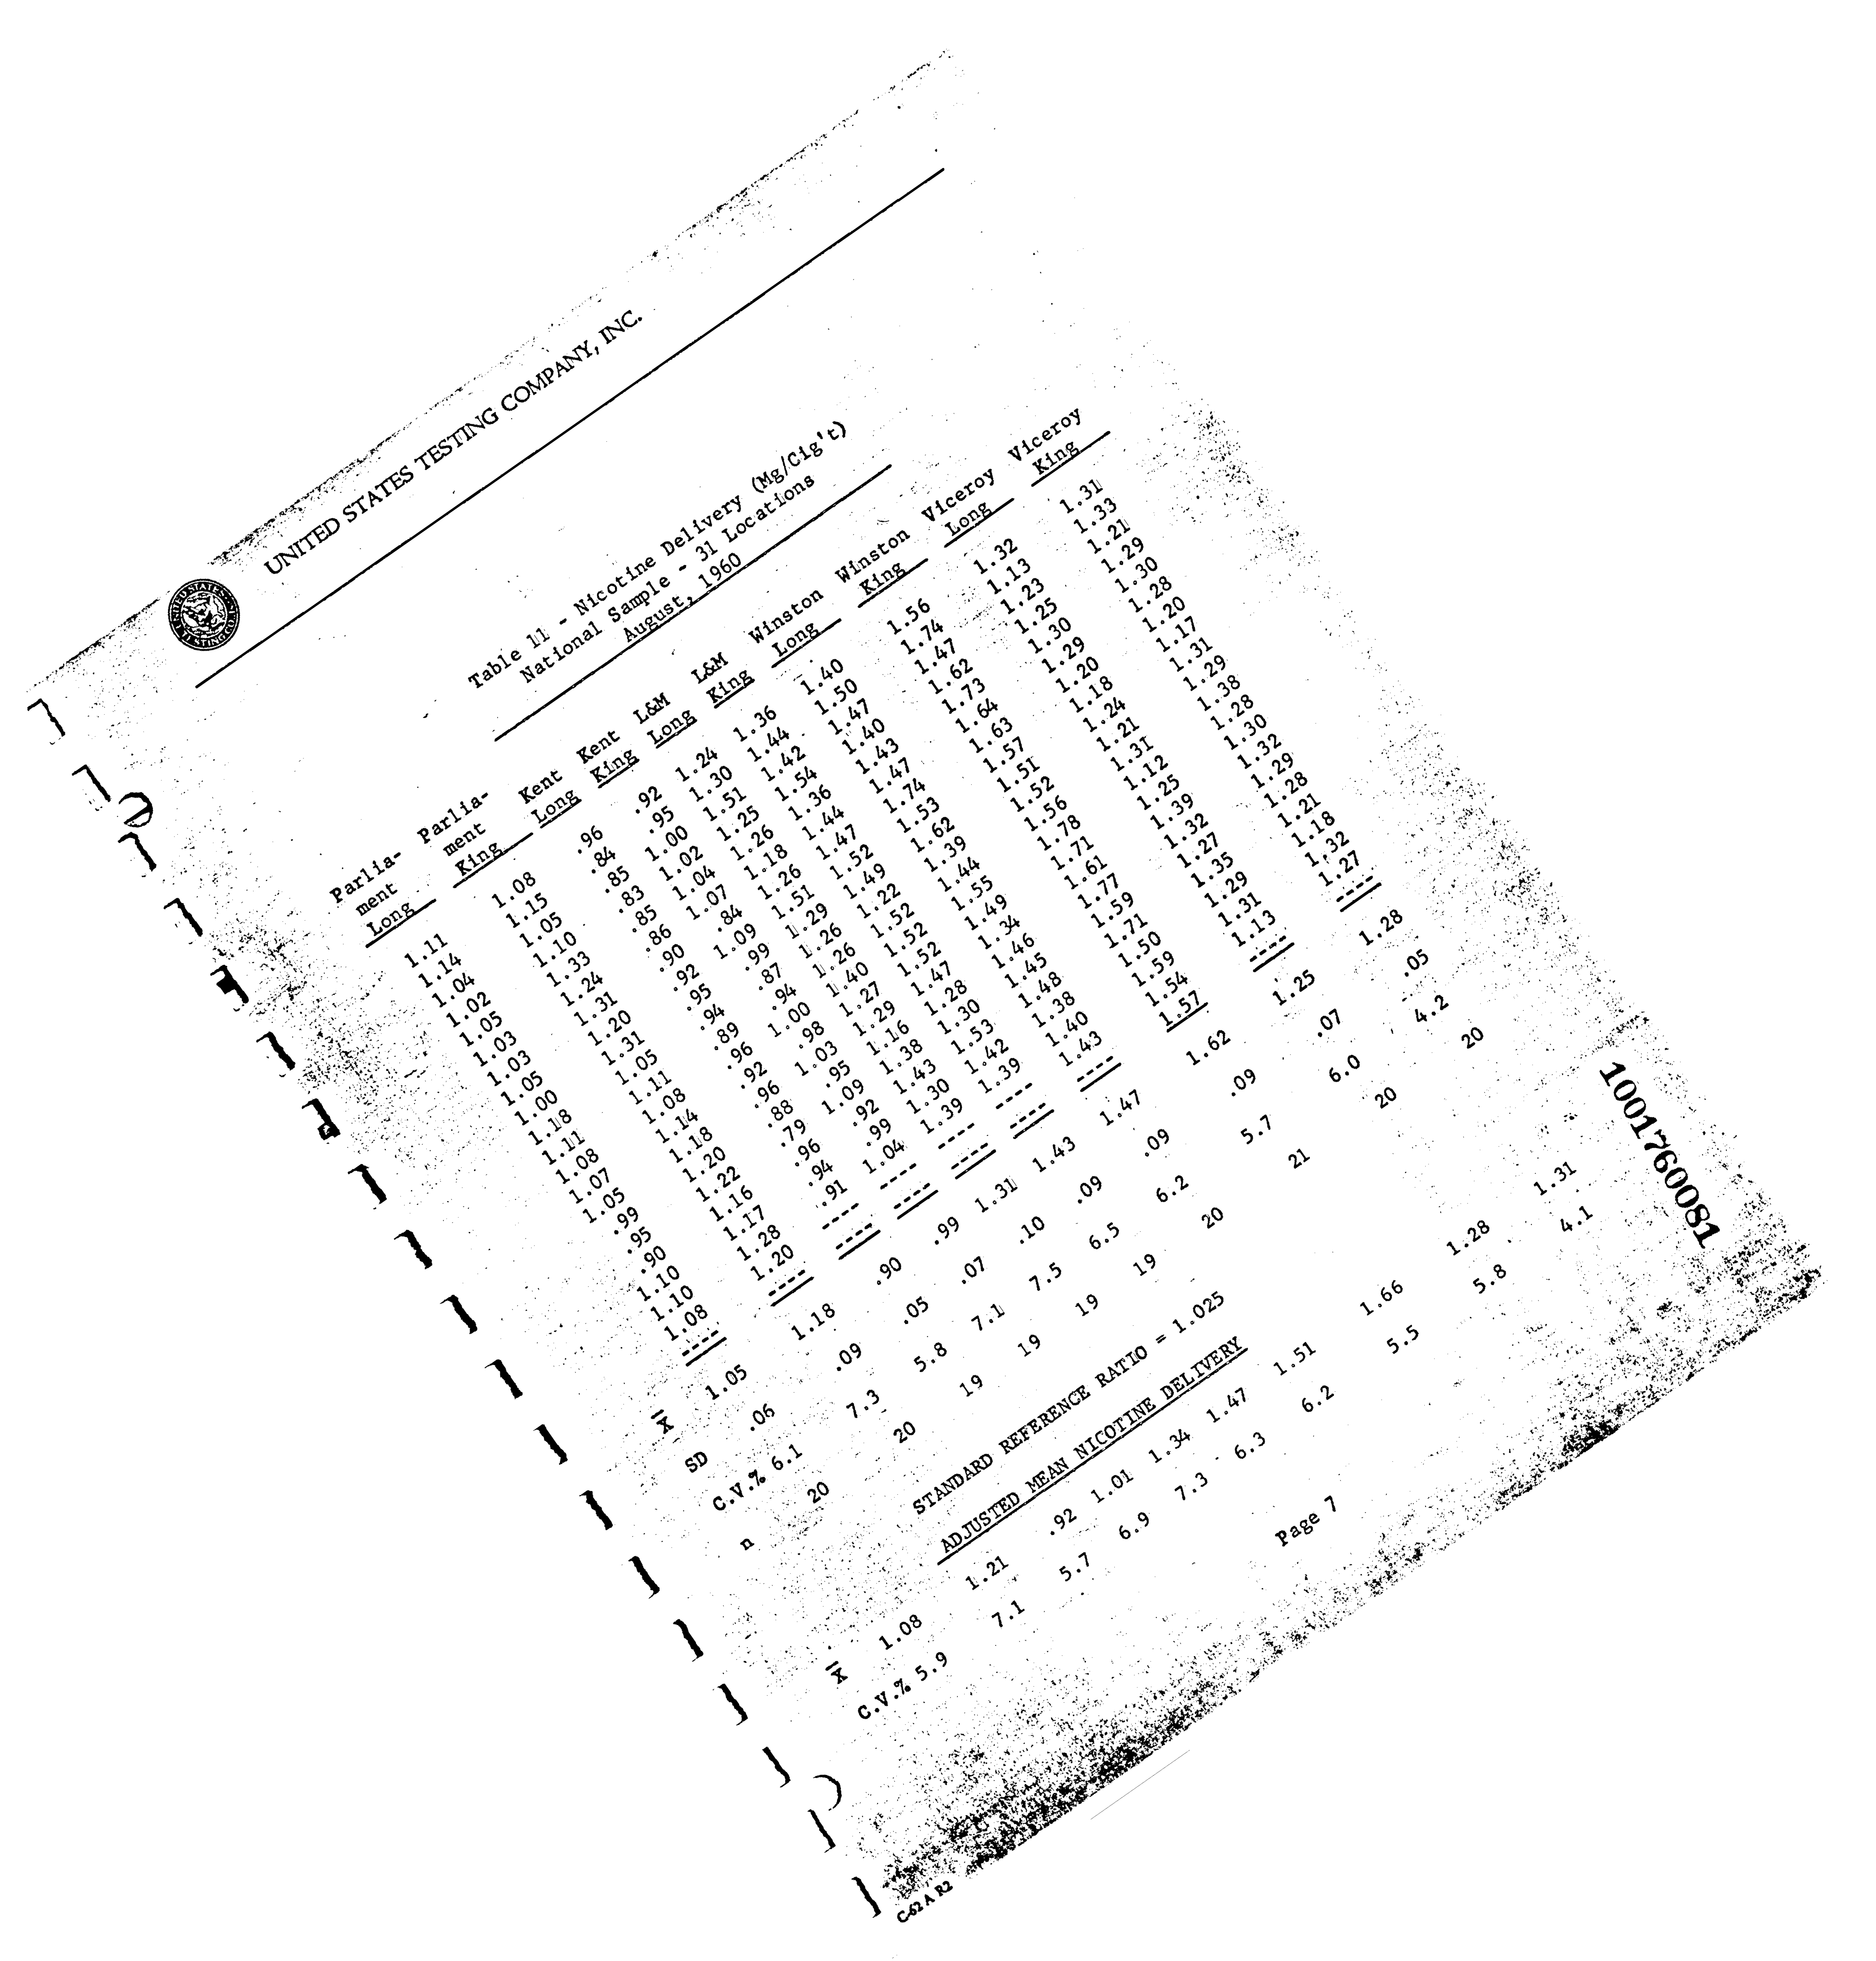 UNITED STATES TESTING COMPANY, INC.
Table 11 - Nicotine Delivery (Mg/Cig't)
National Sample - 31 Locations
August, 1960
Parlia- Parlia-
ment ment Kent Kent L&M L&M Winston Winston Viceroy Viceroy
Long King Long King Long King Long King Long King
1.11 1.08 .96 .92 1.24 1.36 1.40 1.56 1.32 1.31
1.14 1.15 .84 .95 1.30 1.44 1.50 1.74 1.13 1.33
1.04 1.05 .85 1.00 1.51 1.42 1.47 1.47 1.23 1.21
1.02 1.10 .83 1.02 1.25 1.54 1.40 1.62 1.25 1.29
1.05 1.33 .85 1.04 1.26 1.36 1.43 1.73 1.30 1.30
1.03 1.24 .86 1.07 1.18 1.44 1.47 1.64 1.29 1.28
1.03 1.31 .90 .84 1.26 1.47 1.74 1.63 1.20 1.20
1.05 1.20 .92 1.09 1.51 1.52 1.53 1.57 1.18 1.17
1.00 1.31 .95 .99 1.29 1.49 1.62 1.51 1.24 1.31
1.18 1.05 .94 .87 1.26 1.22 1.39 1.52 1.21 1.29
1.11 1.11 .89 .94 1.26 1.52 1.44 1.56 1.31 1.38
1.08 1.08 .96 1.00 1.40 1.52 1.55 1.78 1.12 1.28
1.07 1.14 .92 .98 1.27 1.52 1.49 1.71 1.25 1.30
1.05 1.18 .96 1.03 1.29 1.47 1.34 1.61 1.39 1.32
.99 1.20 .88 .95 1.16 1.28 1.46 1.77 1.32 1.29
.95 1.22 .79 1.09 1.38 1.30 1.45 1.59 1.27 1.28
.90 1.16 .96 .92 1.43 1.53 1.48 1.71 1.35 1.21
1.10 1.17 .94 .99 1.30 1.42 1.38 1.50 1.29 1.18
1.10 1.28 .91 1.04 1.39 1.39 1.40 1.59 1.31 1.32
1.08 1.20 ---- ---- ---- ---- 1.43 1.54 1.13 1.27
---- ---- ---- ---- ---- ---- ---- 1.57 ---- ----
X̄ 1.05 1.18 .90 .99 1.31 1.43 1.47 1.62 1.25 1.28
SD .06 .09 .05 .07 .10 .09 .09 .09 .07 .05
C.V.% 6.1 7.3 5.8 7.1 7.5 6.5 6.2 5.7 6.0 4.2
n 20 20 19 19 19 19 20 21 20 20
STANDARD REFERENCE RATIO = 1.025
ADJUSTED MEAN NICOTINE DELIVERY
X̄ 1.08 1.21 .92 1.01 1.34 1.47 1.51 1.66 1.28 1.31
C.V.% 5.9 7.1 5.7 6.9 7.3 6.3 6.2 5.5 5.8 4.1
Page 7
1001760081
C-62 A R2